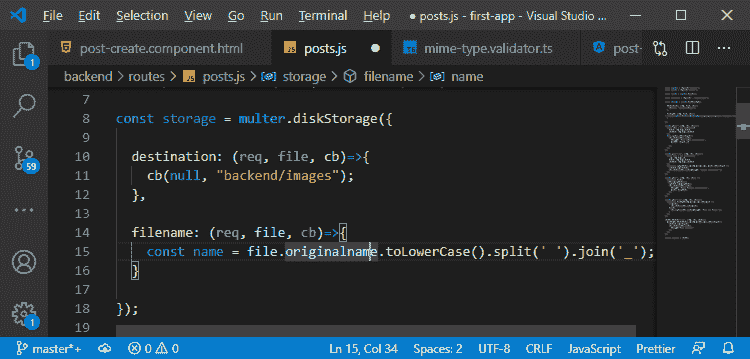 File Edit Selection View Go Run Terminal Help ● posts.js - first-app - Visual Studio ...
post-create.component.html JS posts.js ● TS mime-type.validator.ts post-
backend > routes > JS posts.js > storage > filename > name
7
8 const storage = multer.diskStorage({
9
10 destination: (req, file, cb)=>{
11 cb(null, "backend/images");
12 },
13
14 filename: (req, file, cb)=>{
15 const name = file.originalname.toLowerCase().split(' ').join('_');
16 }
17
18 });
19
1
59
1
master*+ 0 0 Ln 15, Col 34 Spaces: 2 UTF-8 CRLF JavaScript Prettier